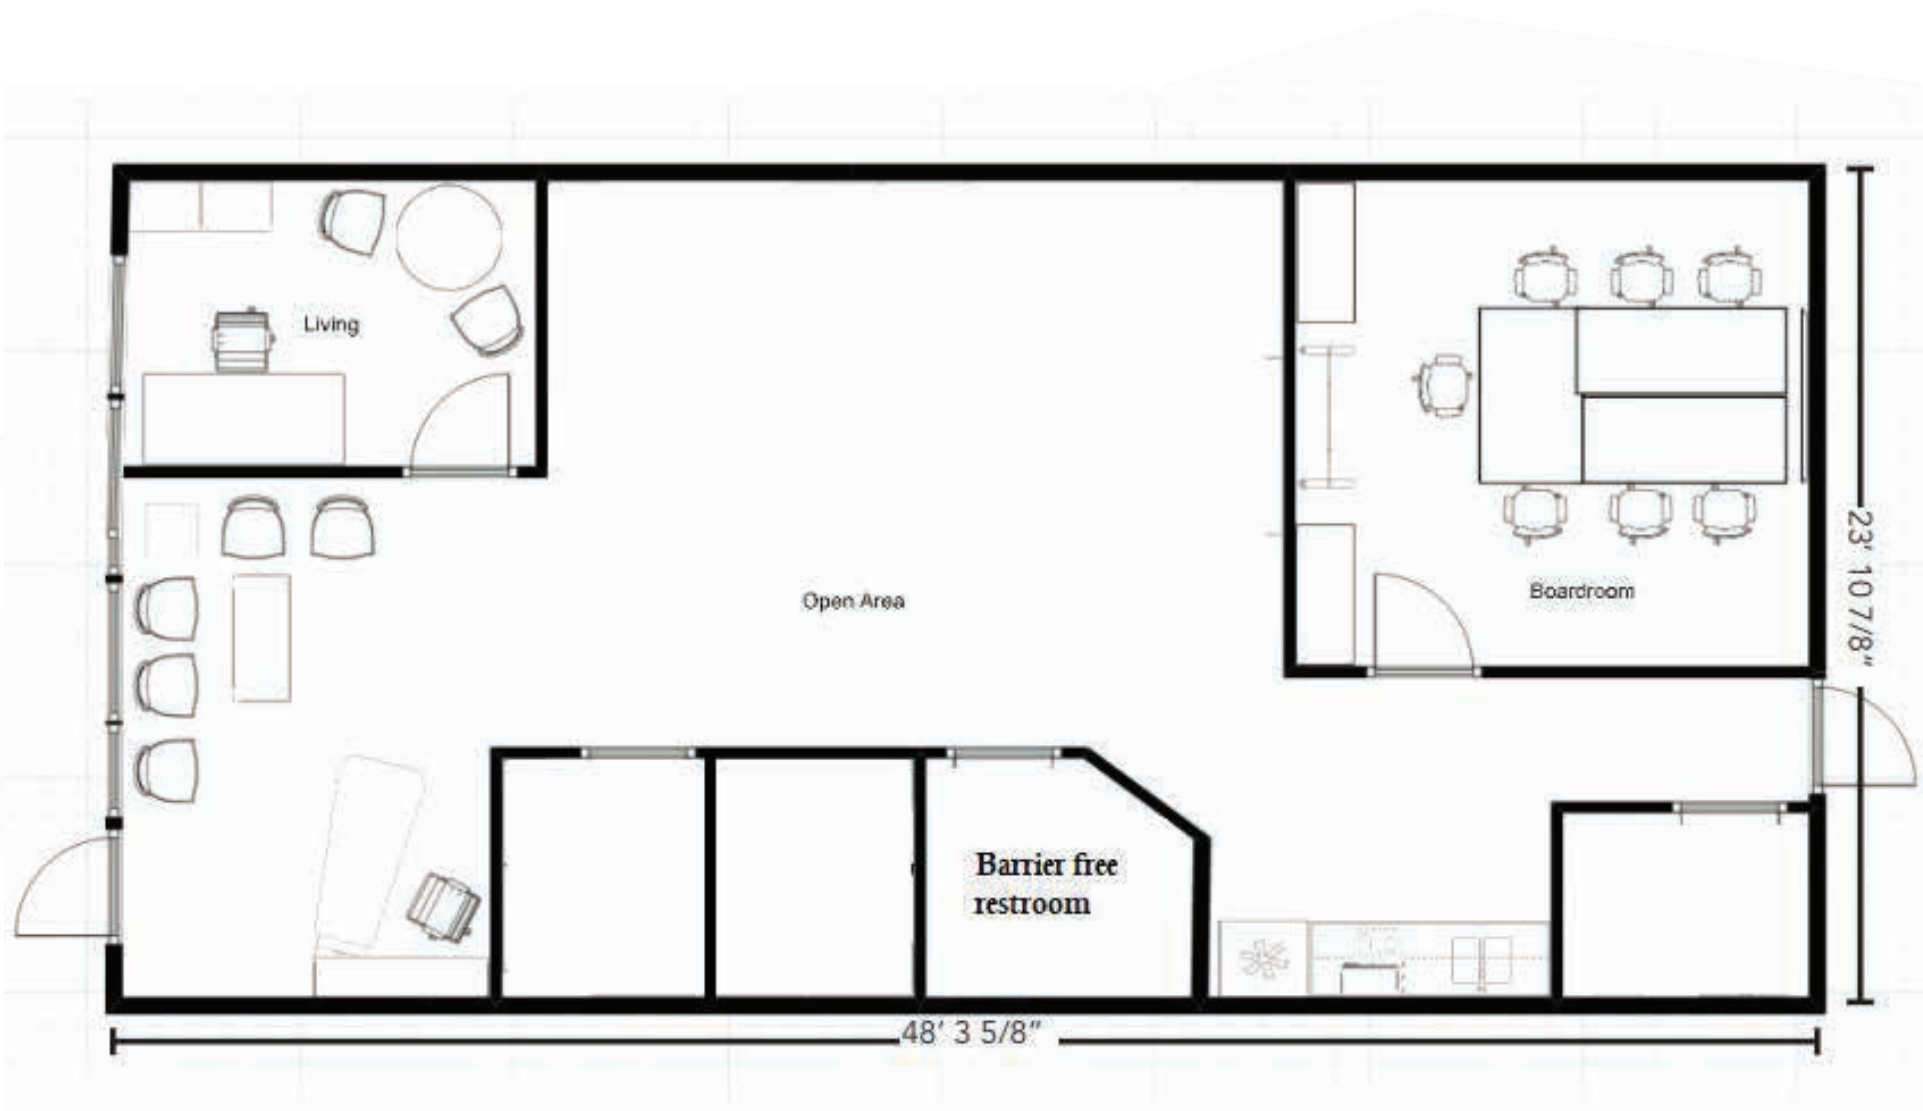 Living
Open Area
Boardroom
23' 10 7/8"
Barrier free
restroom
48' 3 5/8"